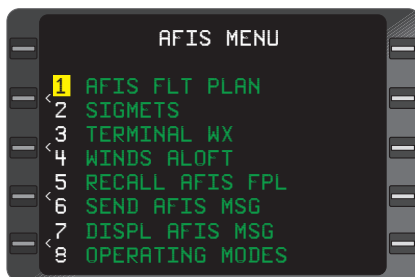 AFIS MENU
1 AFIS FLT PLAN
2 SIGMETS
3 TERMINAL WX
4 WINDS ALOFT
5 RECALL AFIS FPL
6 SEND AFIS MSG
7 DISPL AFIS MSG
8 OPERATING MODES